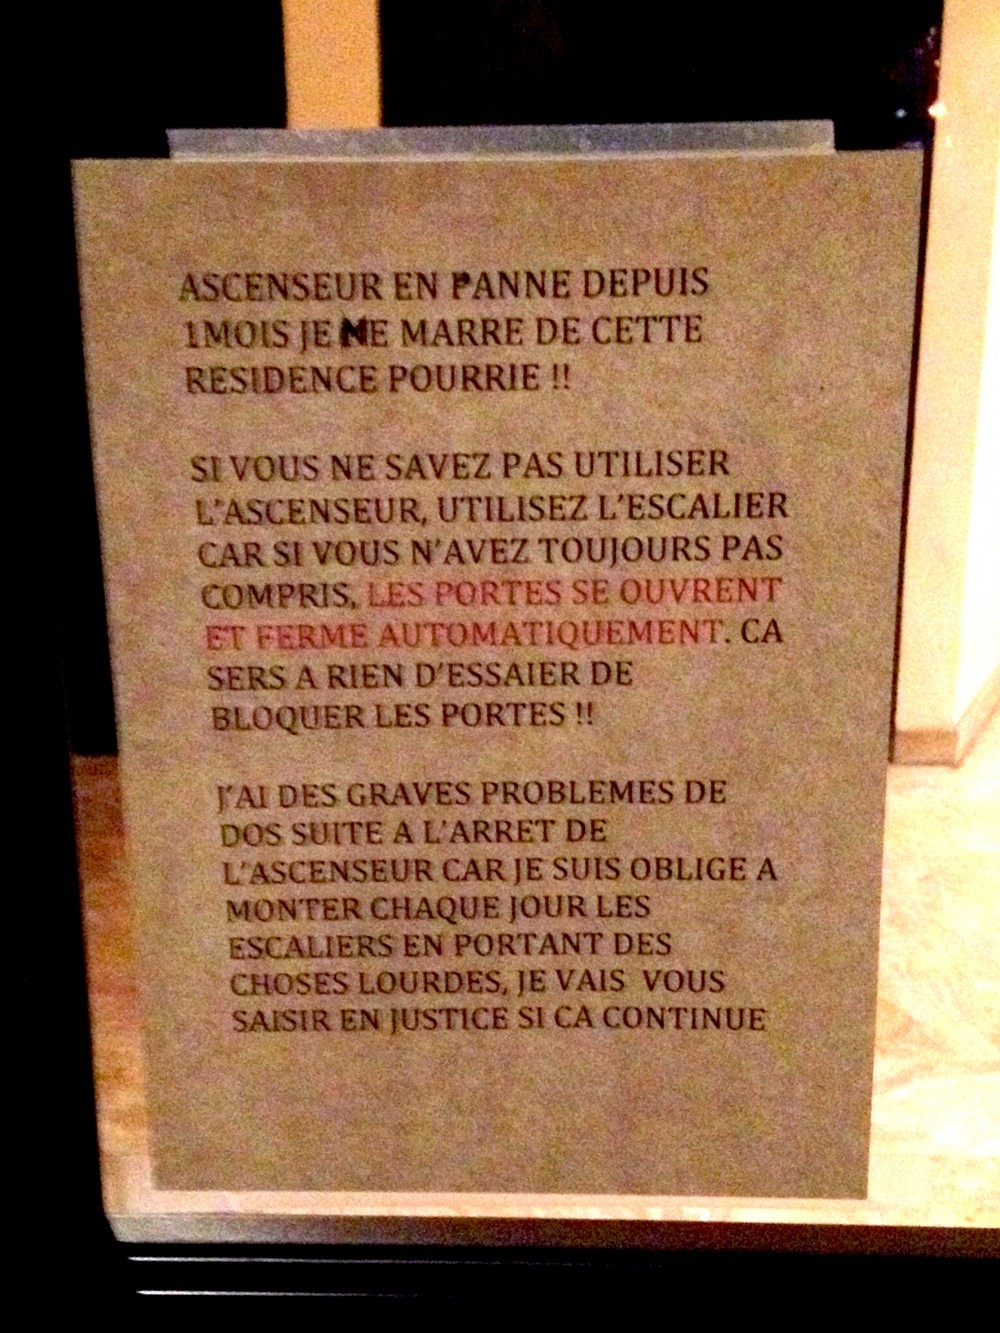 ASCENSEUR EN PANNE DEPUIS
1MOIS JE NE MARRE DE CETTE
RESIDENCE POURRIE !!
SI VOUS NE SAVEZ PAS UTILISER
L'ASCENSEUR, UTILISEZ L'ESCALIER
CAR SI VOUS N'AVEZ TOUJOURS PAS
COMPRIS, LES PORTES SE OUVRENT
ET FERME AUTOMATIQUEMENT. CA
SERS A RIEN D'ESSAIER DE
BLOQUER LES PORTES !!
J'AI DES GRAVES PROBLEMES DE
DOS SUITE A L'ARRET DE
L'ASCENSEUR CAR JE SUIS OBLIGE A
MONTER CHAQUE JOUR LES
ESCALIERS EN PORTANT DES
CHOSES LOURDES, JE VAIS VOUS
SAISIR EN JUSTICE SI CA CONTINUE